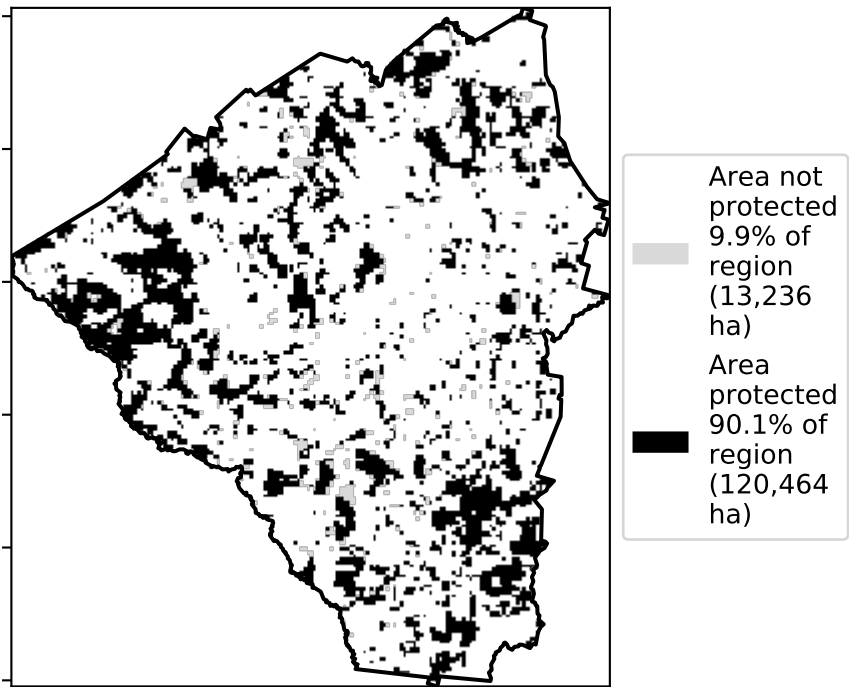 Area not
protected
9.9% of
region
(13,236
ha)
Area
protected
90.1% of
region
(120,464
ha)